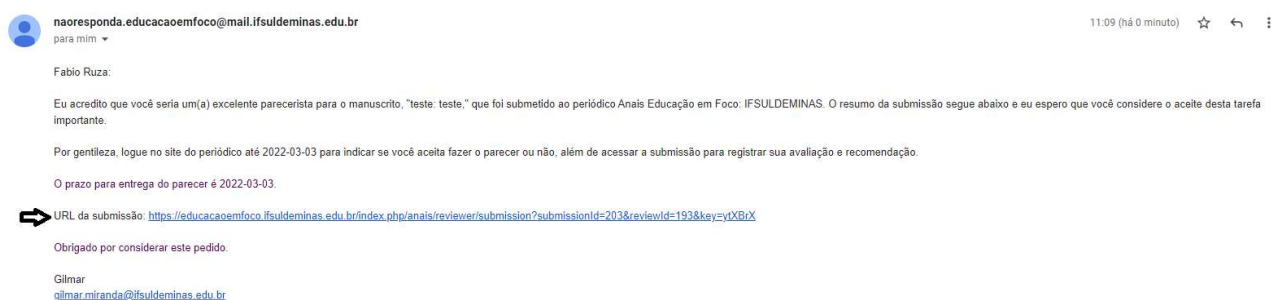 naoresponda.educacaoemfoco@mail.ifsuldeminas.edu.br
11:09 (há 0 minuto)
para mim
Fabio Ruza:
Eu acredito que você seria um(a) excelente parecerista para o manuscrito, "teste: teste," que foi submetido ao periódico Anais Educação em Foco: IFSULDEMINAS. O resumo da submissão segue abaixo e eu espero que você considere o aceite desta tarefa
importante.
Por gentileza, logue no site do periódico até 2022-03-03 para indicar se você aceita fazer o parecer ou não, além de acessar a submissão para registrar sua avaliação e recomendação.
O prazo para entrega do parecer é 2022-03-03.
URL da submissão: https://educacaoemfoco.ifsuldeminas.edu.br/index.php/anais/reviewer/submission?submissionId=203&reviewId=193&key=ytXBrX
Obrigado por considerar este pedido.
Gilmar
gilmar.miranda@ifsuldeminas.edu.br